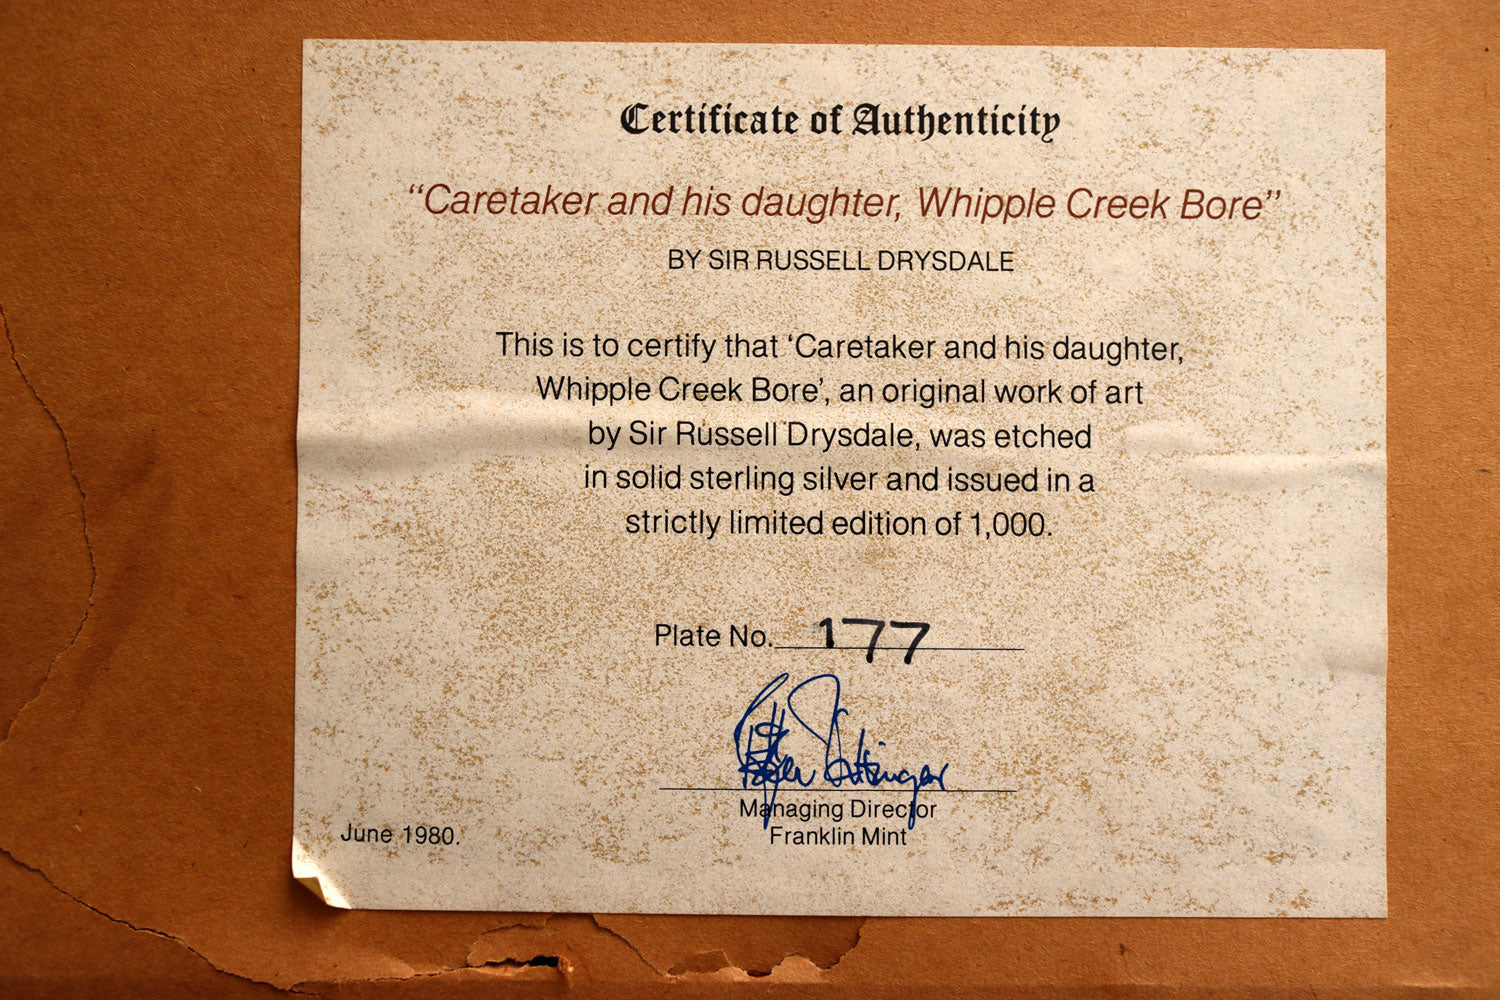 Certificate of Authenticity
“Caretaker and his daughter, Whipple Creek Bore”
BY SIR RUSSELL DRYSDALE
This is to certify that ‘Caretaker and his daughter,
Whipple Creek Bore’, an original work of art
by Sir Russell Drysdale, was etched
in solid sterling silver and issued in a
strictly limited edition of 1,000.
Plate No. 177
Managing Director
Franklin Mint
June 1980.